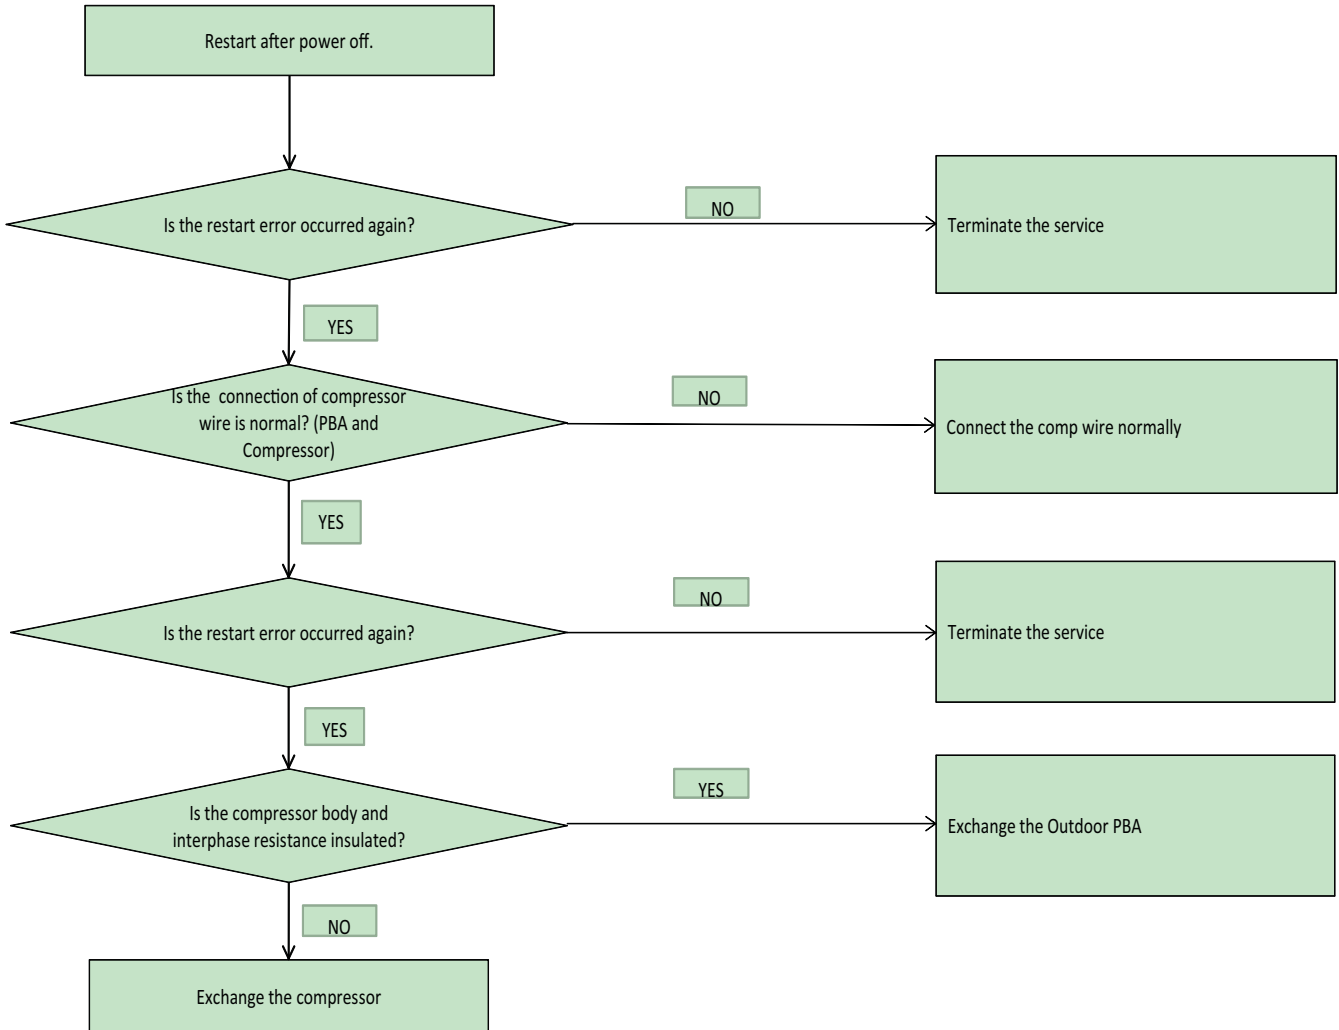 Restart after power off.
Is the restart error occurred again?
NO
Terminate the service
YES
Is the  connection of compressor
wire is normal? (PBA and
Compressor)
NO
Connect the comp wire normally
YES
Is the restart error occurred again?
NO
Terminate the service
YES
Is the compressor body and
interphase resistance insulated?
YES
Exchange the Outdoor PBA
NO
Exchange the compressor